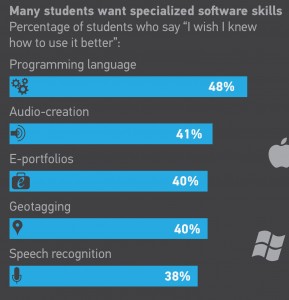 Many students want specialized software skills
Percentage of students who say “I wish I knew
how to use it better”:
Programming language
48%
Audio-creation
41%
E-portfolios
e
40%
Geotagging
40%
Speech recognition
38%